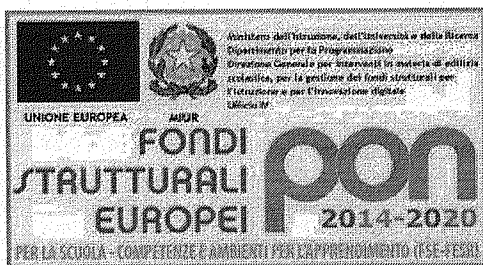 Ministero dell'Istruzione, dell'Università e della Ricerca
Dipartimento per la Programmazione
Direzione Generale per interventi in materia di edilizia
scolastica, per la gestione dei fondi strutturali per
l'istruzione e per l'innovazione digitale
Ufficio IV
UNIONE EUROPEA
MIUR
FONDI
STRUTTURALI
EUROPEI
pon
2014-2020
PER LA SCUOLA - COMPETENZE E AMBIENTI PER L'APPRENDIMENTO (FSE-FESR)